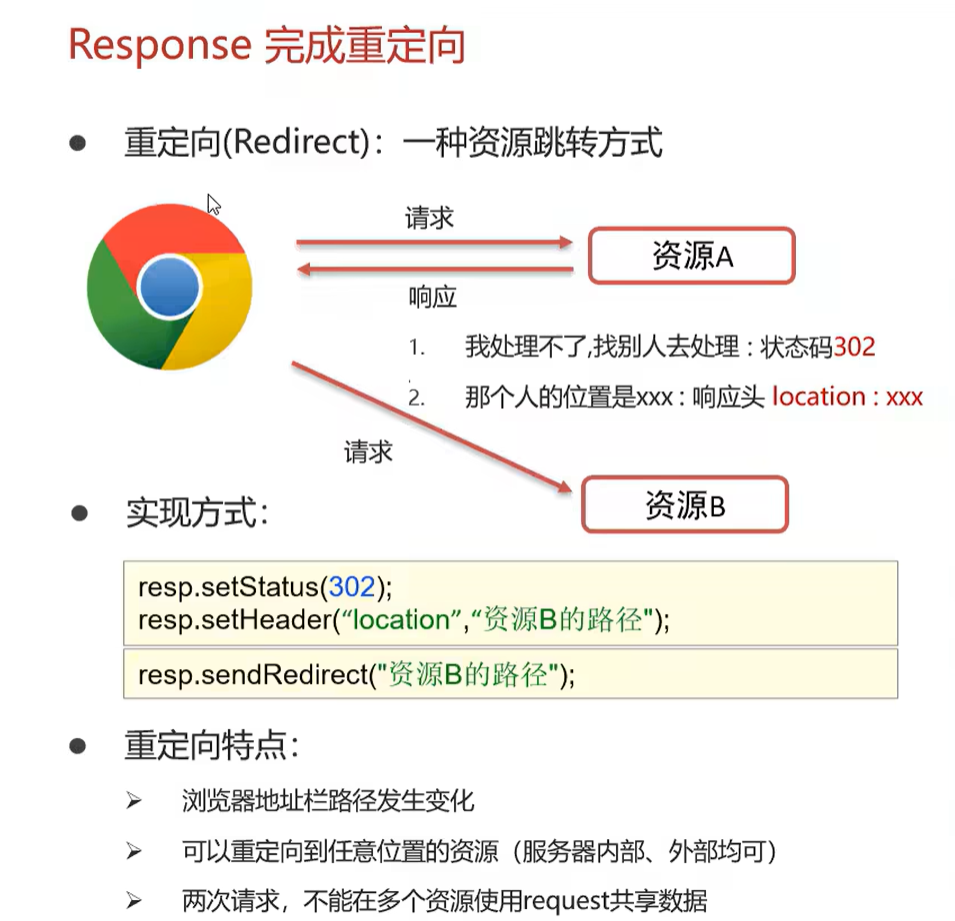 Response 完成重定向
重定向(Redirect)：一种资源跳转方式
请求
资源A
响应
1. 我处理不了,找别人去处理：状态码302
2. 那个人的位置是xxx：响应头 location : xxx
请求
资源B
实现方式：
resp.setStatus(302);
resp.setHeader(“location”,“资源B的路径");
resp.sendRedirect("资源B的路径");
重定向特点：
浏览器地址栏路径发生变化
可以重定向到任意位置的资源（服务器内部、外部均可）
两次请求，不能在多个资源使用request共享数据